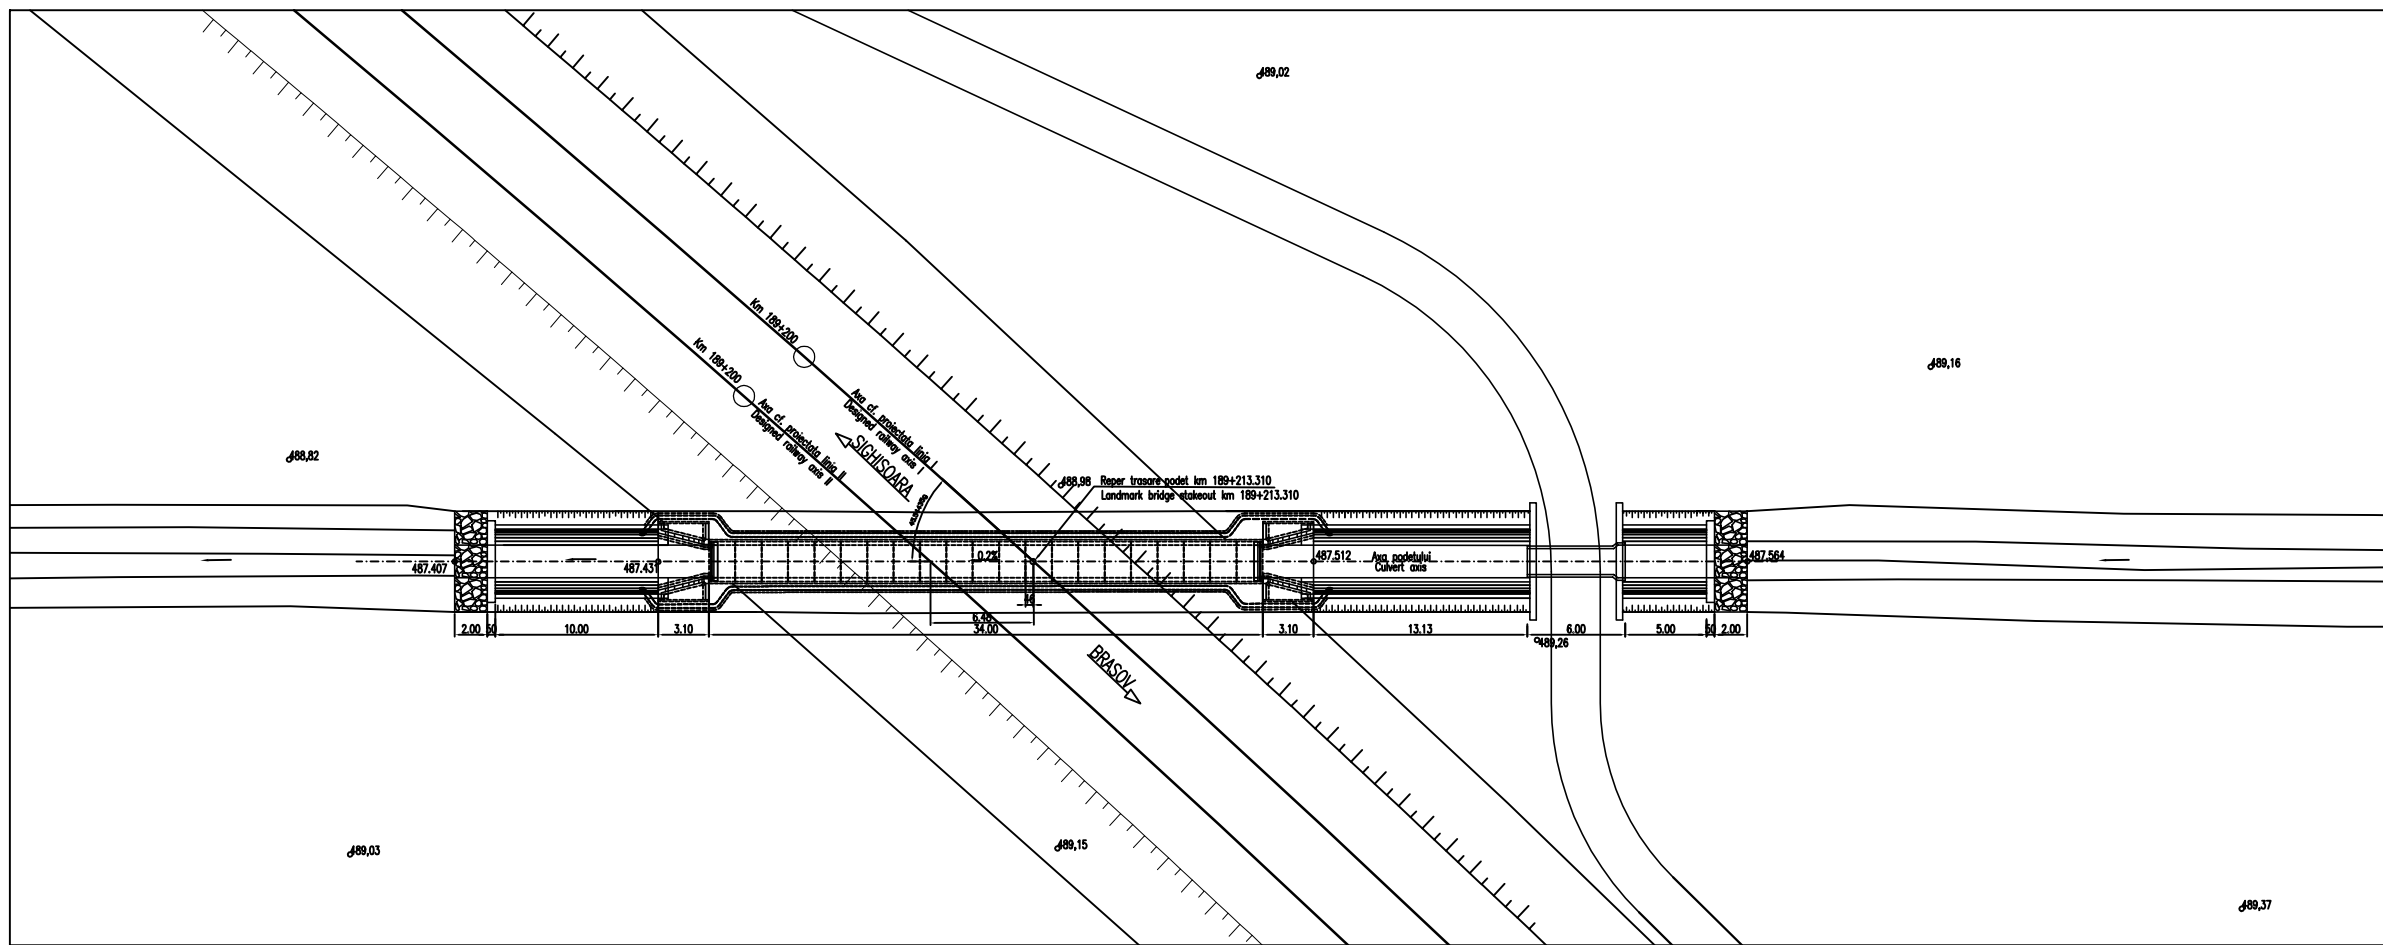 489,02
Km 189+200
Km 189+200
489,16
Axa cf. proiectata linia I
Designed railway axis I
Axa cf. proiectata linia II
Designed railway axis II
SIGHISOARA
488,82
488,98
Reper trasare podet km 189+213.310
Landmark bridge stakeout km 189+213.310
0.2%
487.407
487.431
487.512
Axa podetului
Culvert axis
487.564
6.48
2.00
50
10.00
3.10
34.00
3.10
13.13
6.00
5.00
50
2.00
489,26
BRASOV
489,03
489,15
489,37